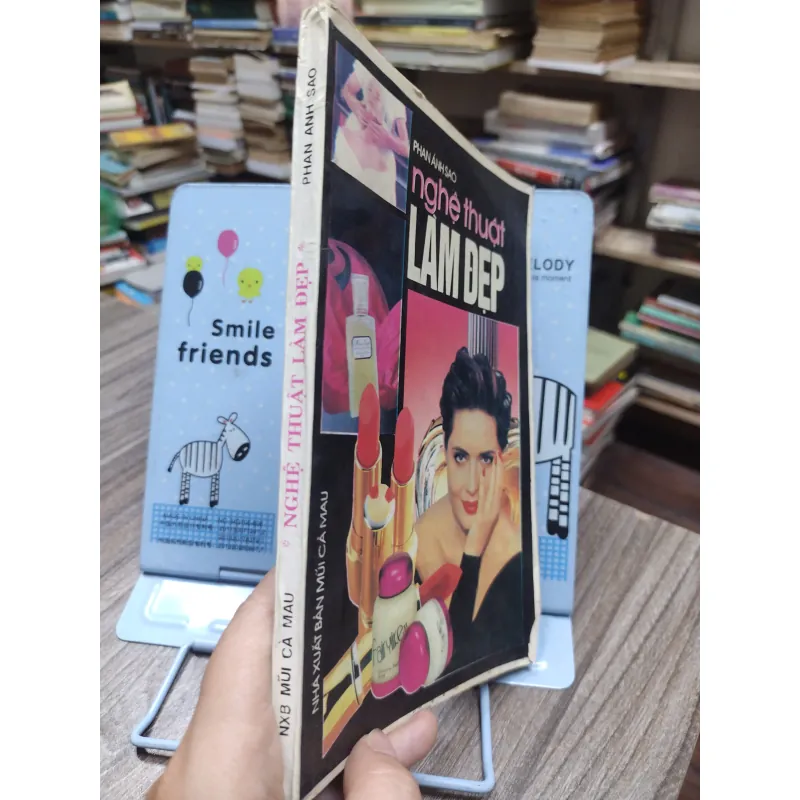 PHAN ÁNH SAO
* NGHỆ THUẬT LÀM ĐẸP *
NXB MŨI CÀ MAU
PHAN ÁNH SAO
nghệ thuật
LÀM ĐẸP
NHÀ XUẤT BẢN MŨI CÀ MAU
Smile
friends
LODY
moment